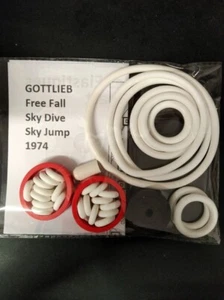 GOTTLIEB
Free Fall
Sky Dive
Sky Jump
1974